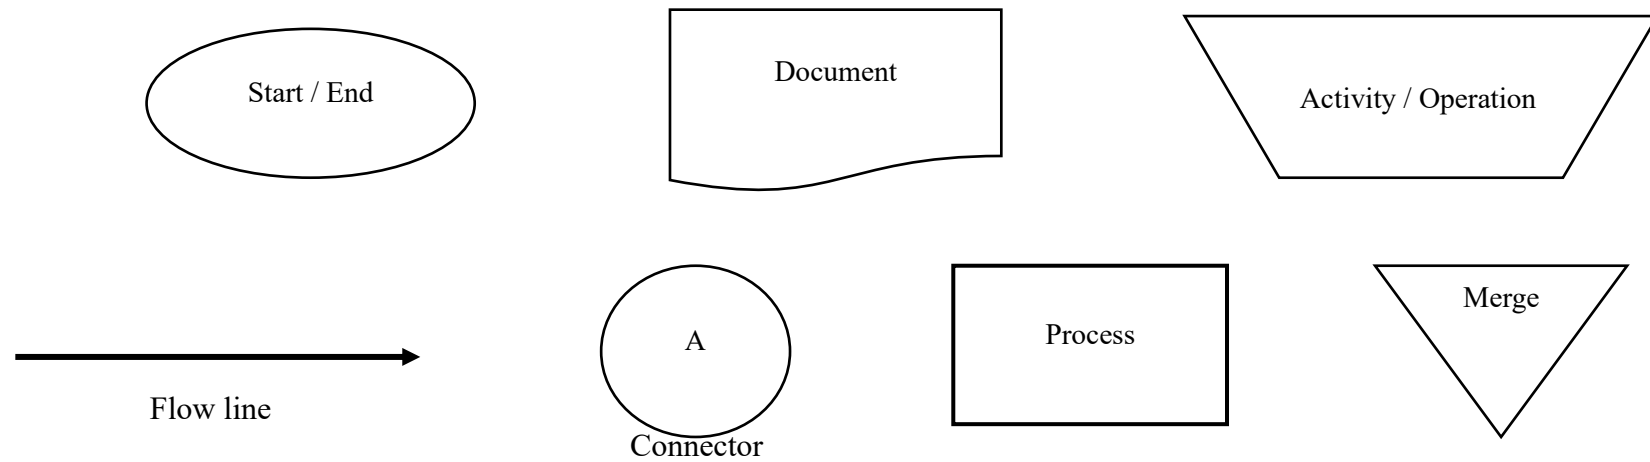 Start / End
Document
Activity / Operation
Flow line
A
Connector
Process
Merge